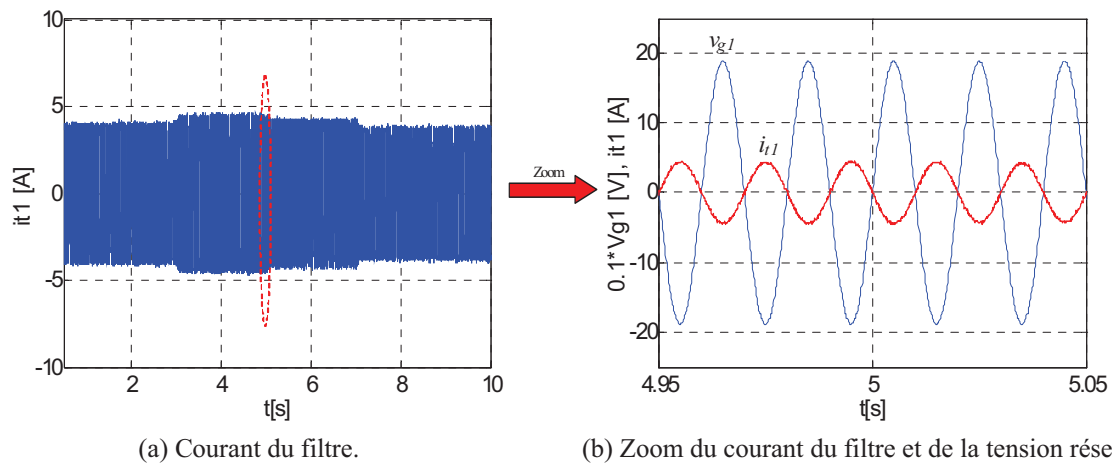 10
5
0
-5
-10
it1 [A]
2
4
6
8
10
t[s]
(a) Courant du filtre.
Zoom
20
10
0
-10
-20
0.1*Vg1 [V], it1 [A]
vg1
it1
4.95
5
5.05
t[s]
(b) Zoom du courant du filtre et de la tension rése